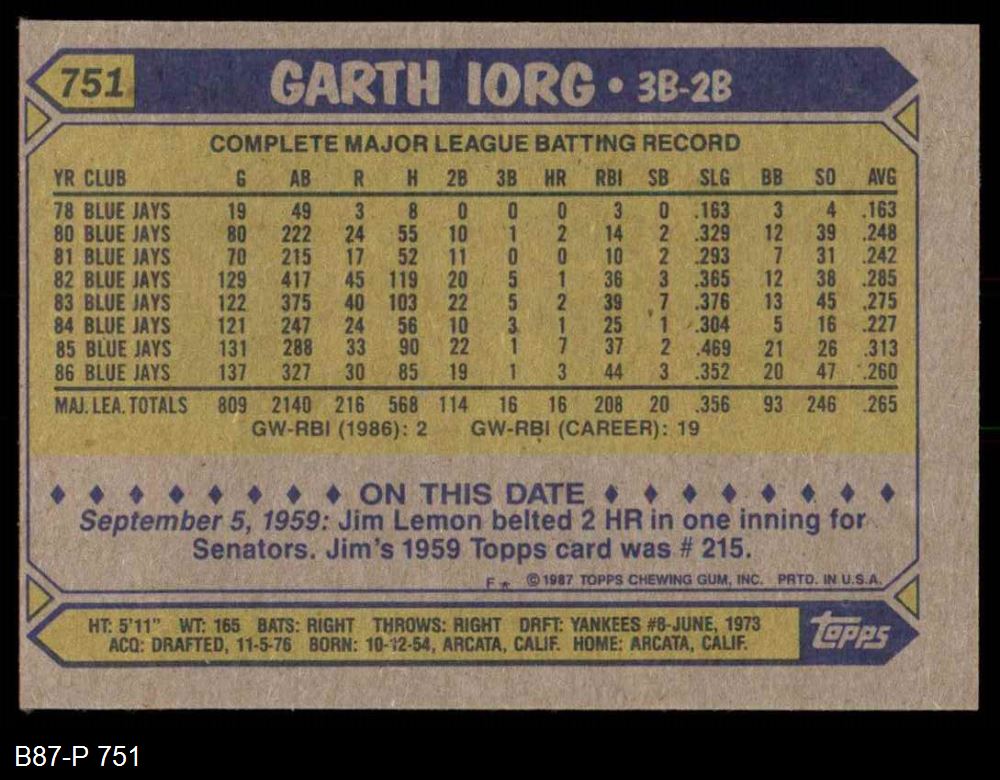 751 GARTH IORG • 3B-2B
COMPLETE MAJOR LEAGUE BATTING RECORD
YR CLUB G AB R H 2B 3B HR RBI SB SLG BB SO AVG
78 BLUE JAYS 19 49 3 8 0 0 0 3 0 .163 3 4 .163
80 BLUE JAYS 80 222 24 55 10 1 2 14 2 .329 12 39 .248
81 BLUE JAYS 70 215 17 52 11 0 0 10 2 .293 7 31 .242
82 BLUE JAYS 129 417 45 119 20 5 1 36 3 .365 12 38 .285
83 BLUE JAYS 122 375 40 103 22 5 2 39 7 .376 13 45 .275
84 BLUE JAYS 121 247 24 56 10 3 1 25 1 .304 5 16 .227
85 BLUE JAYS 131 288 33 90 22 1 7 37 2 .469 21 26 .313
86 BLUE JAYS 137 327 30 85 19 1 3 44 3 .352 20 47 .260
MAJ. LEA. TOTALS 809 2140 216 568 114 16 16 208 20 .356 93 246 .265
GW-RBI (1986): 2 GW-RBI (CAREER): 19
♦ ♦ ♦ ♦ ♦ ♦ ♦ ♦ ON THIS DATE ♦ ♦ ♦ ♦ ♦ ♦ ♦ ♦
September 5, 1959: Jim Lemon belted 2 HR in one inning for
Senators. Jim's 1959 Topps card was # 215.
F ★ © 1987 TOPPS CHEWING GUM, INC. PRTD. IN U.S.A.
HT: 5'11" WT: 165 BATS: RIGHT THROWS: RIGHT DRFT: YANKEES #8-JUNE, 1973
ACQ: DRAFTED, 11-5-76 BORN: 10-12-54, ARCATA, CALIF. HOME: ARCATA, CALIF.
topps
B87-P 751